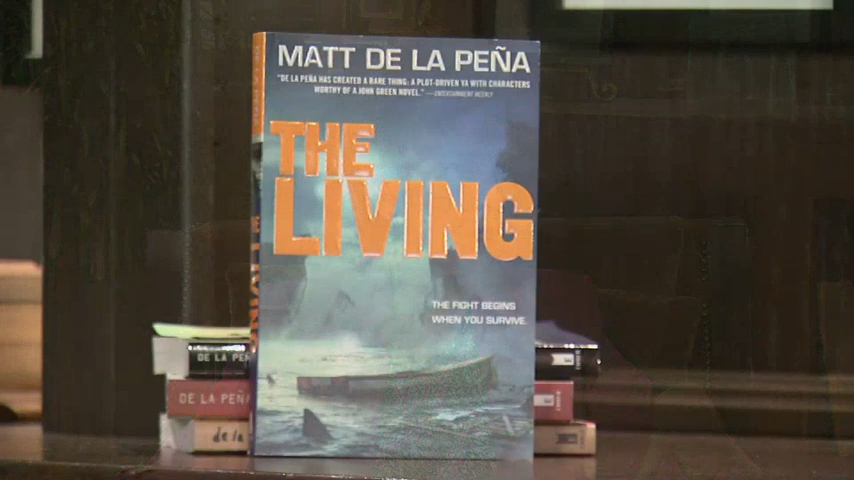 MATT DE LA PEÑA
"DE LA PEÑA HAS CREATED A RARE THING: A PLOT-DRIVEN YA WITH CHARACTERS
WORTHY OF A JOHN GREEN NOVEL." —ENTERTAINMENT WEEKLY
THE
LIVING
THE FIGHT BEGINS
WHEN YOU SURVIVE.
DE LA PEÑ
DE LA PEÑA
de la